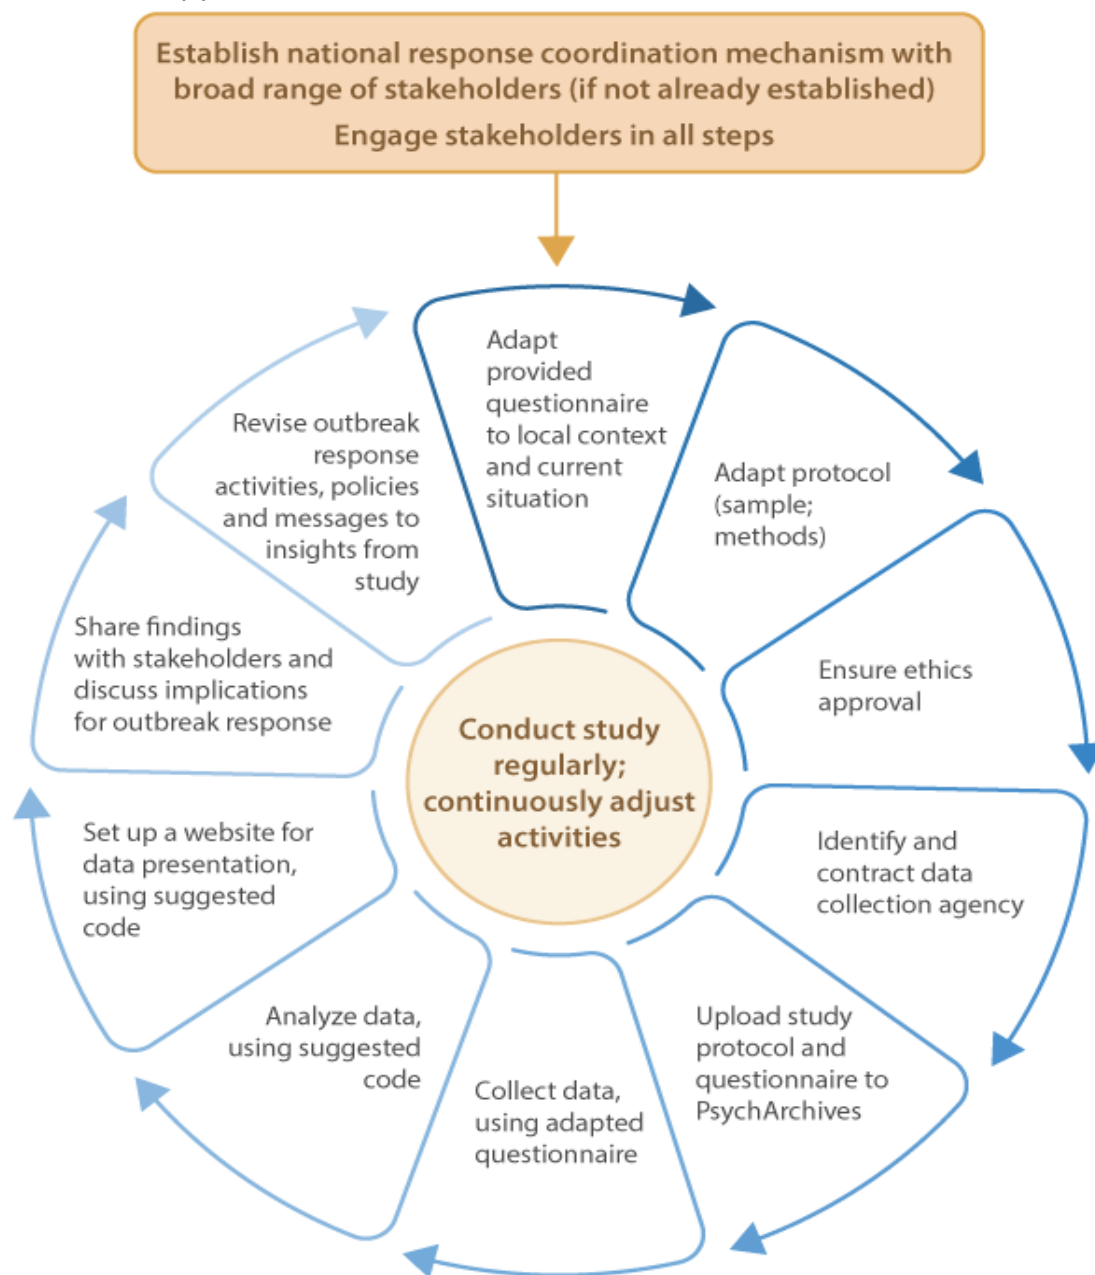 Establish national response coordination mechanism with
broad range of stakeholders (if not already established)
Engage stakeholders in all steps
Adapt
provided
questionnaire
to local context
and current
situation
Adapt protocol
(sample;
methods)
Ensure ethics
approval
Identify and
contract data
collection agency
Upload study
protocol and
questionnaire to
PsychArchives
Collect data,
using adapted
questionnaire
Analyze data,
using suggested
code
Set up a website for
data presentation,
using suggested
code
Share findings
with stakeholders and
discuss implications
for outbreak response
Revise outbreak
response
activities, policies
and messages to
insights from
study
Conduct study
regularly;
continuously adjust
activities